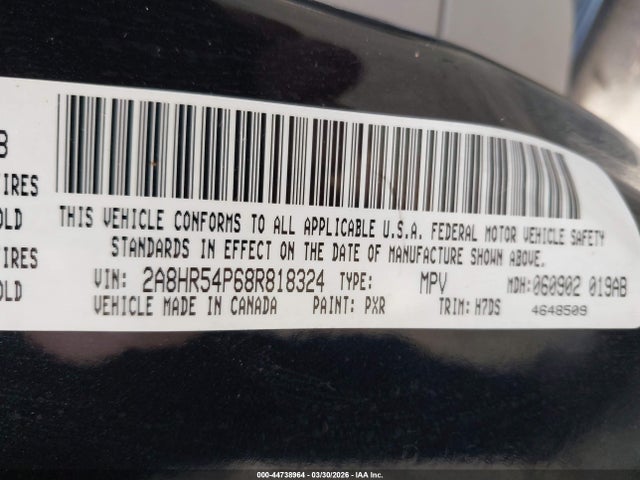 8
IRES
OLD
IRES
OLD
THIS VEHICLE CONFORMS TO ALL APPLICABLE U.S.A. FEDERAL MOTOR VEHICLE SAFETY
STANDARDS IN EFFECT ON THE DATE OF MANUFACTURE SHOWN ABOVE.
VIN: 2A8HR54P68R818324 TYPE: MPV MDH:060902 019AB
VEHICLE MADE IN CANADA PAINT: PXR TRIM: H7DS 4648509
000-44738964 — 03/30/2026 — IAA Inc.